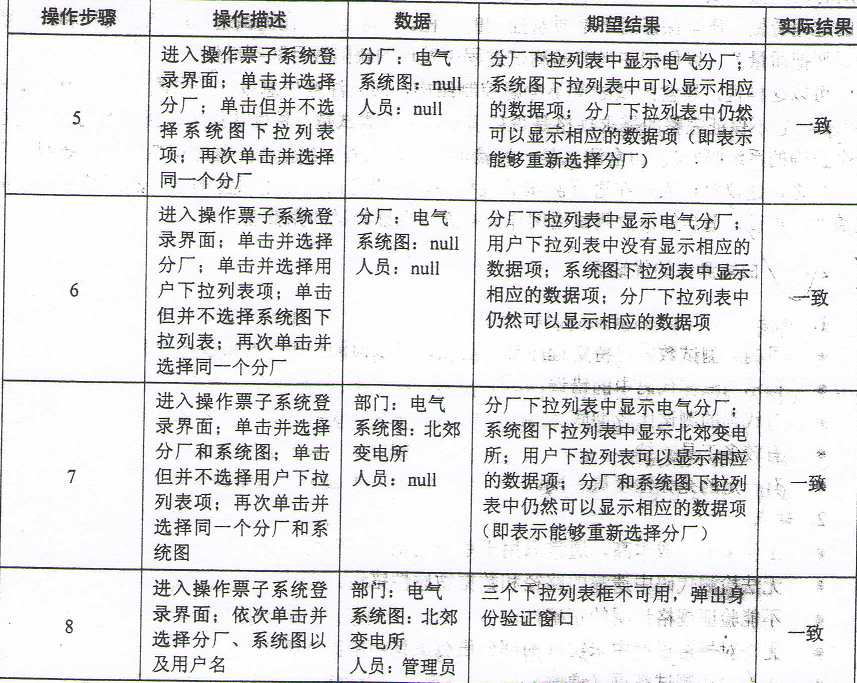 操作步骤 操作描述 数据 期望结果 实际结果
5
进入操作票子系统登
录界面；单击并选择
分厂；单击但并不选
择系统图下拉列表
项；再次单击并选择
同一个分厂
分厂：电气
系统图：null
人员：null
分厂下拉列表中显示电气分厂；
系统图下拉列表中可以显示相应
的数据项；分厂下拉列表中仍然
可以显示相应的数据项（即表示
能够重新选择分厂）
一致
6
进入操作票子系统登
录界面；单击并选择
分厂；单击并选择用
户下拉列表项；单击
但并不选择系统图下
拉列表；再次单击并
选择同一个分厂
分厂：电气
系统图：null
人员：null
分厂下拉列表中显示电气分厂；
用户下拉列表中没有显示相应的
数据项；系统图下拉列表中显示
相应的数据项；分厂下拉列表中
仍然可以显示相应的数据项
一致
7
进入操作票子系统登
录界面；单击并选择
分厂和系统图；单击
但并不选择用户下拉
列表项；再次单击并
选择同一个分厂和系
统图
部门：电气
系统图：北郊
变电所
人员：null
分厂下拉列表中显示电气分厂；
系统图下拉列表中显示北郊变电
所；用户下拉列表可以显示相应
的数据项；分厂和系统图下拉列
表中仍然可以显示相应的数据项
（即表示能够重新选择分厂）
一致
8
进入操作票子系统登
录界面；依次单击并
选择分厂、系统图以
及用户名
部门：电气
系统图：北郊
变电所
人员：管理员
三个下拉列表框不可用，弹出身
份验证窗口
一致